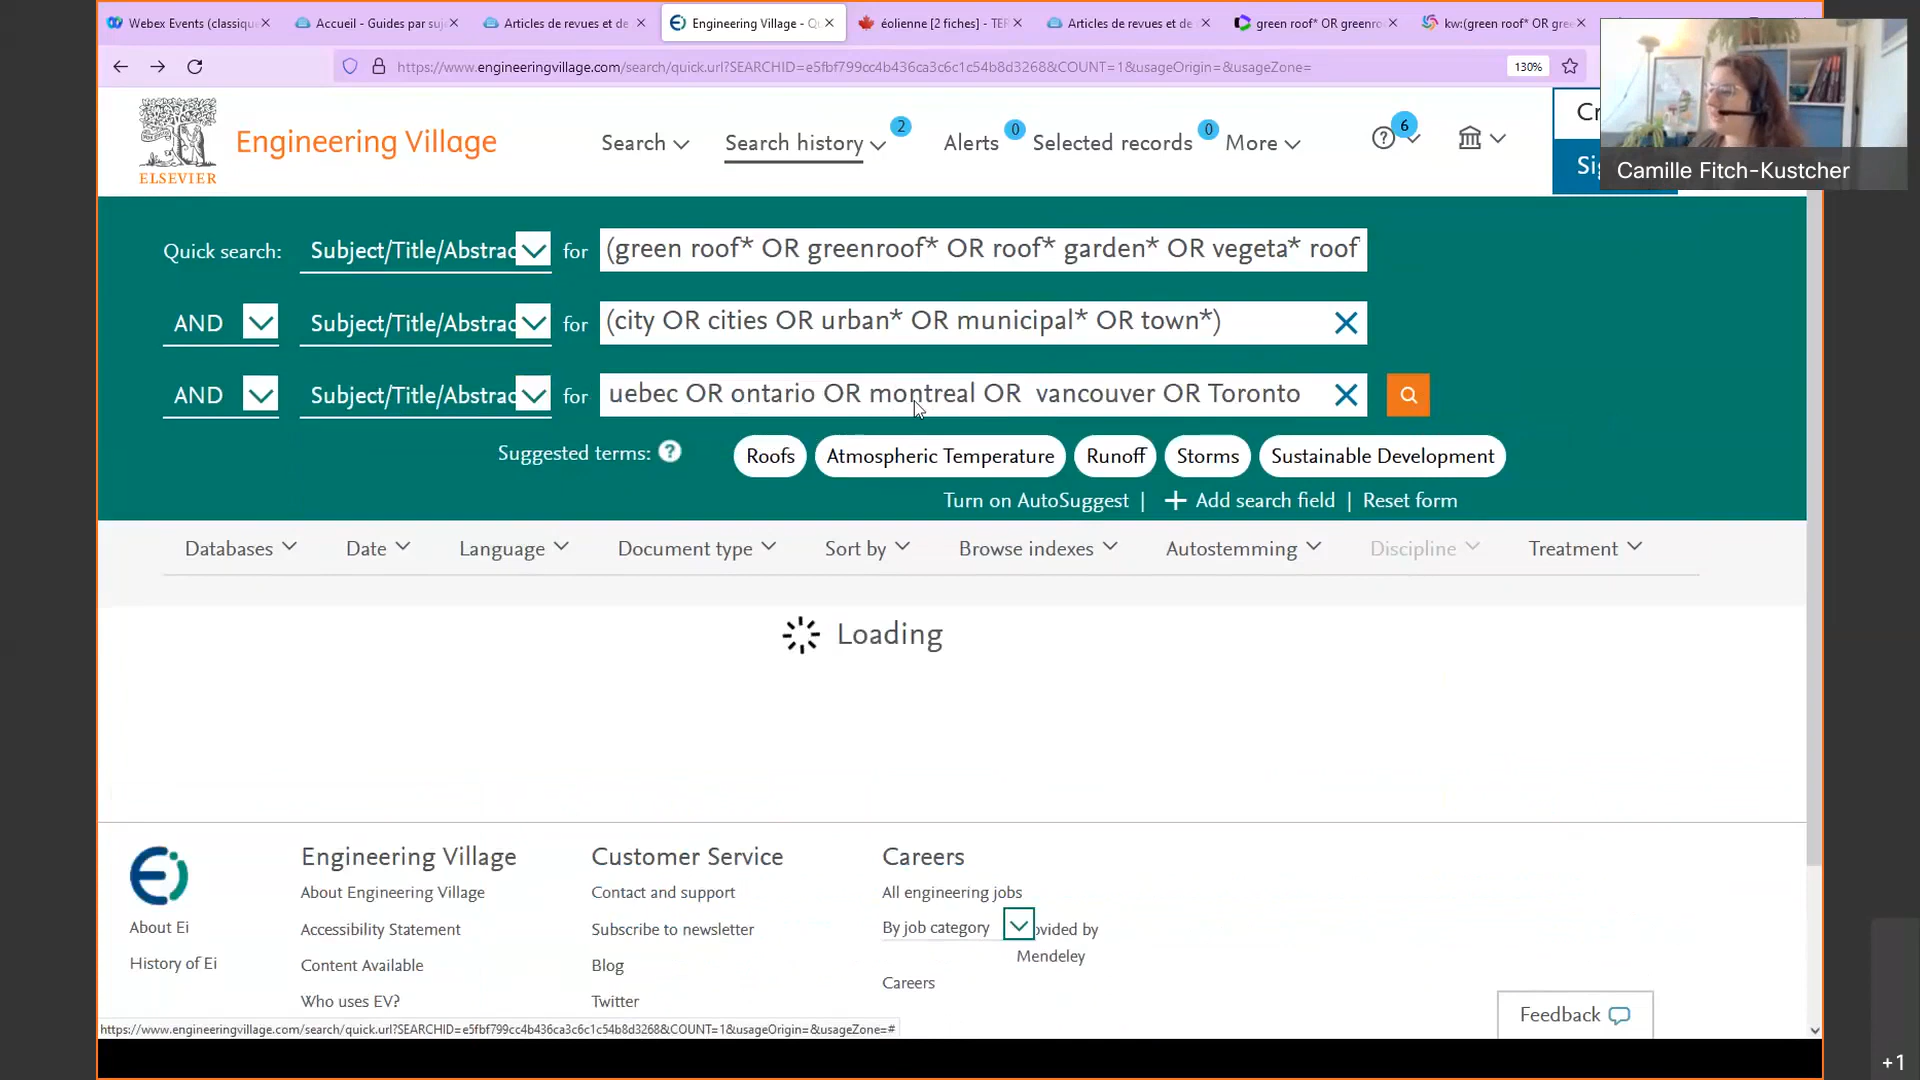 Webex Events (classique
Accueil - Guides par suj
Articles de revues et de
Engineering Village - Q
éolienne [2 fiches] - TER
Articles de revues et de
green roof* OR greenro
kw:(green roof* OR gre
https://www.engineeringvillage.com/search/quick.url?SEARCHID=e5fbf799cc4b436ca3c6c1c54b8d3268&COUNT=1&usageOrigin=&usageZone=
130%
ELSEVIER
Engineering Village
Search
Search history
2
Alerts
0
Selected records
0
More
6
Camille Fitch-Kustcher
Quick search:
Subject/Title/Abstrac
for
(green roof* OR greenroof* OR roof* garden* OR vegeta* roof
AND
Subject/Title/Abstrac
for
(city OR cities OR urban* OR municipal* OR town*)
AND
Subject/Title/Abstrac
for
uebec OR ontario OR montreal OR  vancouver OR Toronto
Suggested terms:
Roofs
Atmospheric Temperature
Runoff
Storms
Sustainable Development
Turn on AutoSuggest | + Add search field | Reset form
Databases
Date
Language
Document type
Sort by
Browse indexes
Autostemming
Discipline
Treatment
Loading
About Ei
History of Ei
Engineering Village
About Engineering Village
Accessibility Statement
Content Available
Who uses EV?
Customer Service
Contact and support
Subscribe to newsletter
Blog
Twitter
Careers
All engineering jobs
By job category
ovided by
Mendeley
Careers
Feedback
https://www.engineeringvillage.com/search/quick.url?SEARCHID=e5fbf799cc4b436ca3c6c1c54b8d3268&COUNT=1&usageOrigin=&usageZone=#
+1